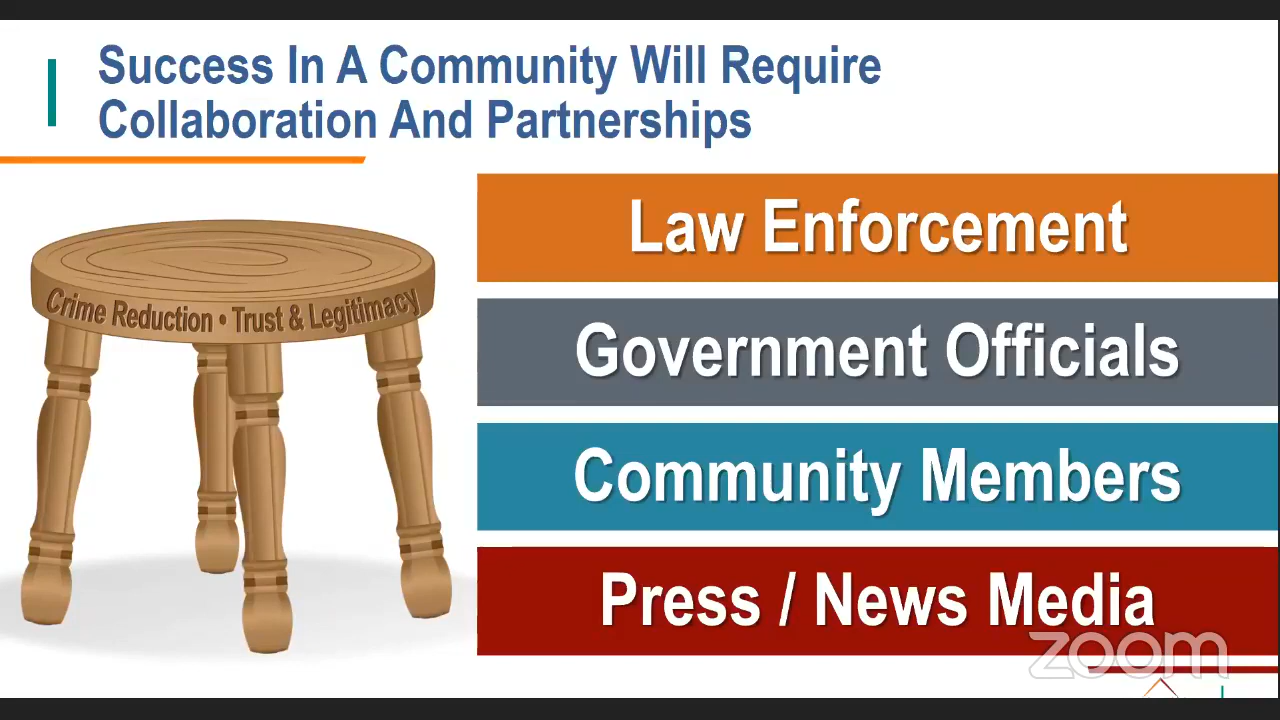 Success In A Community Will Require
Collaboration And Partnerships
Crime Reduction • Trust & Legitimacy
Law Enforcement
Government Officials
Community Members
Press / News Media
zoom